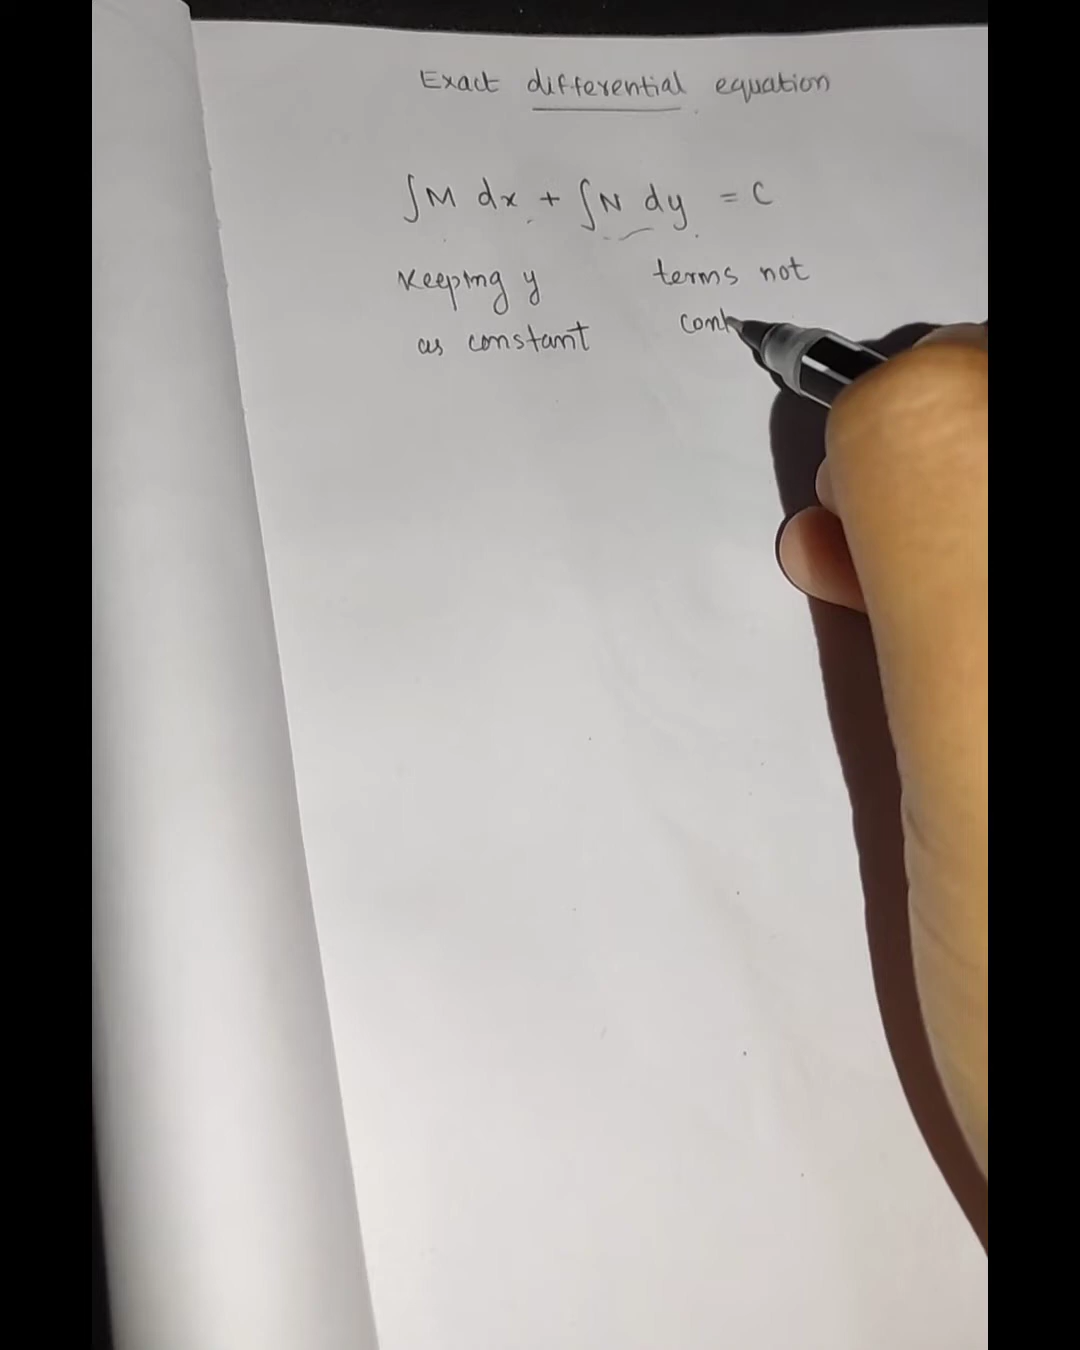 Exact differential equation
∫M dx + ∫N dy = C
Keeping y terms not
as constant